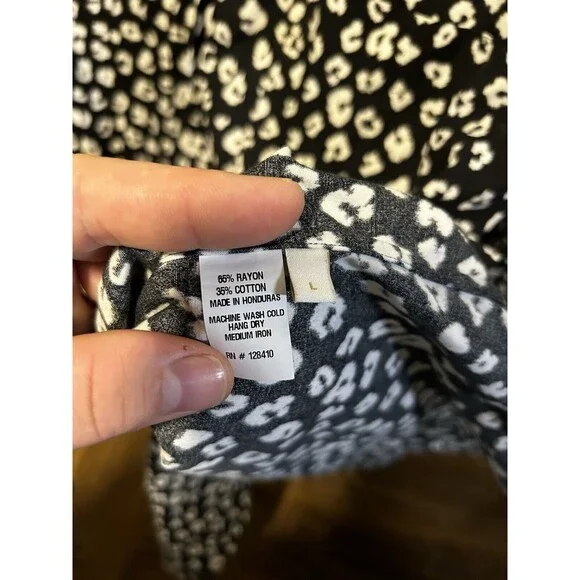 65% RAYON
35% COTTON
MADE IN HONDURAS
MACHINE WASH COLD
HANG DRY
MEDIUM IRON
RN # 128410
L